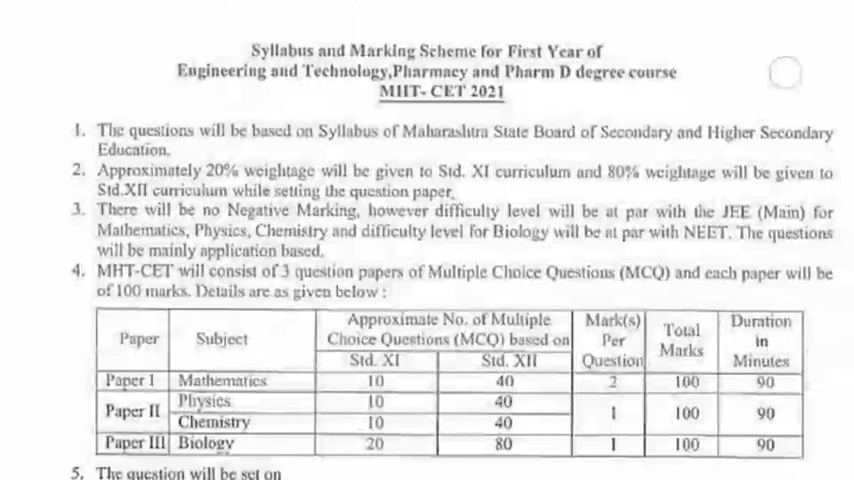 Syllabus and Marking Scheme for First Year of
Engineering and Technology,Pharmacy and Pharm D degree course
MHT- CET 2021
1. The questions will be based on Syllabus of Maharashtra State Board of Secondary and Higher Secondary
Education.
2. Approximately 20% weightage will be given to Std. XI curriculum and 80% weightage will be given to
Std.XII curriculum while setting the question paper.
3. There will be no Negative Marking, however difficulty level will be at par with the JEE (Main) for
Mathematics, Physics, Chemistry and difficulty level for Biology will be at par with NEET. The questions
will be mainly application based.
4. MHT-CET will consist of 3 question papers of Multiple Choice Questions (MCQ) and each paper will be
of 100 marks. Details are as given below :
Paper Subject Approximate No. of Multiple Choice Questions (MCQ) based on Mark(s) Per Question Total Marks Duration in Minutes
Std. XI Std. XII
Paper I Mathematics 10 40 2 100 90
Paper II Physics 10 40 1 100 90
Chemistry 10 40
Paper III Biology 20 80 1 100 90
5. The question will be set on